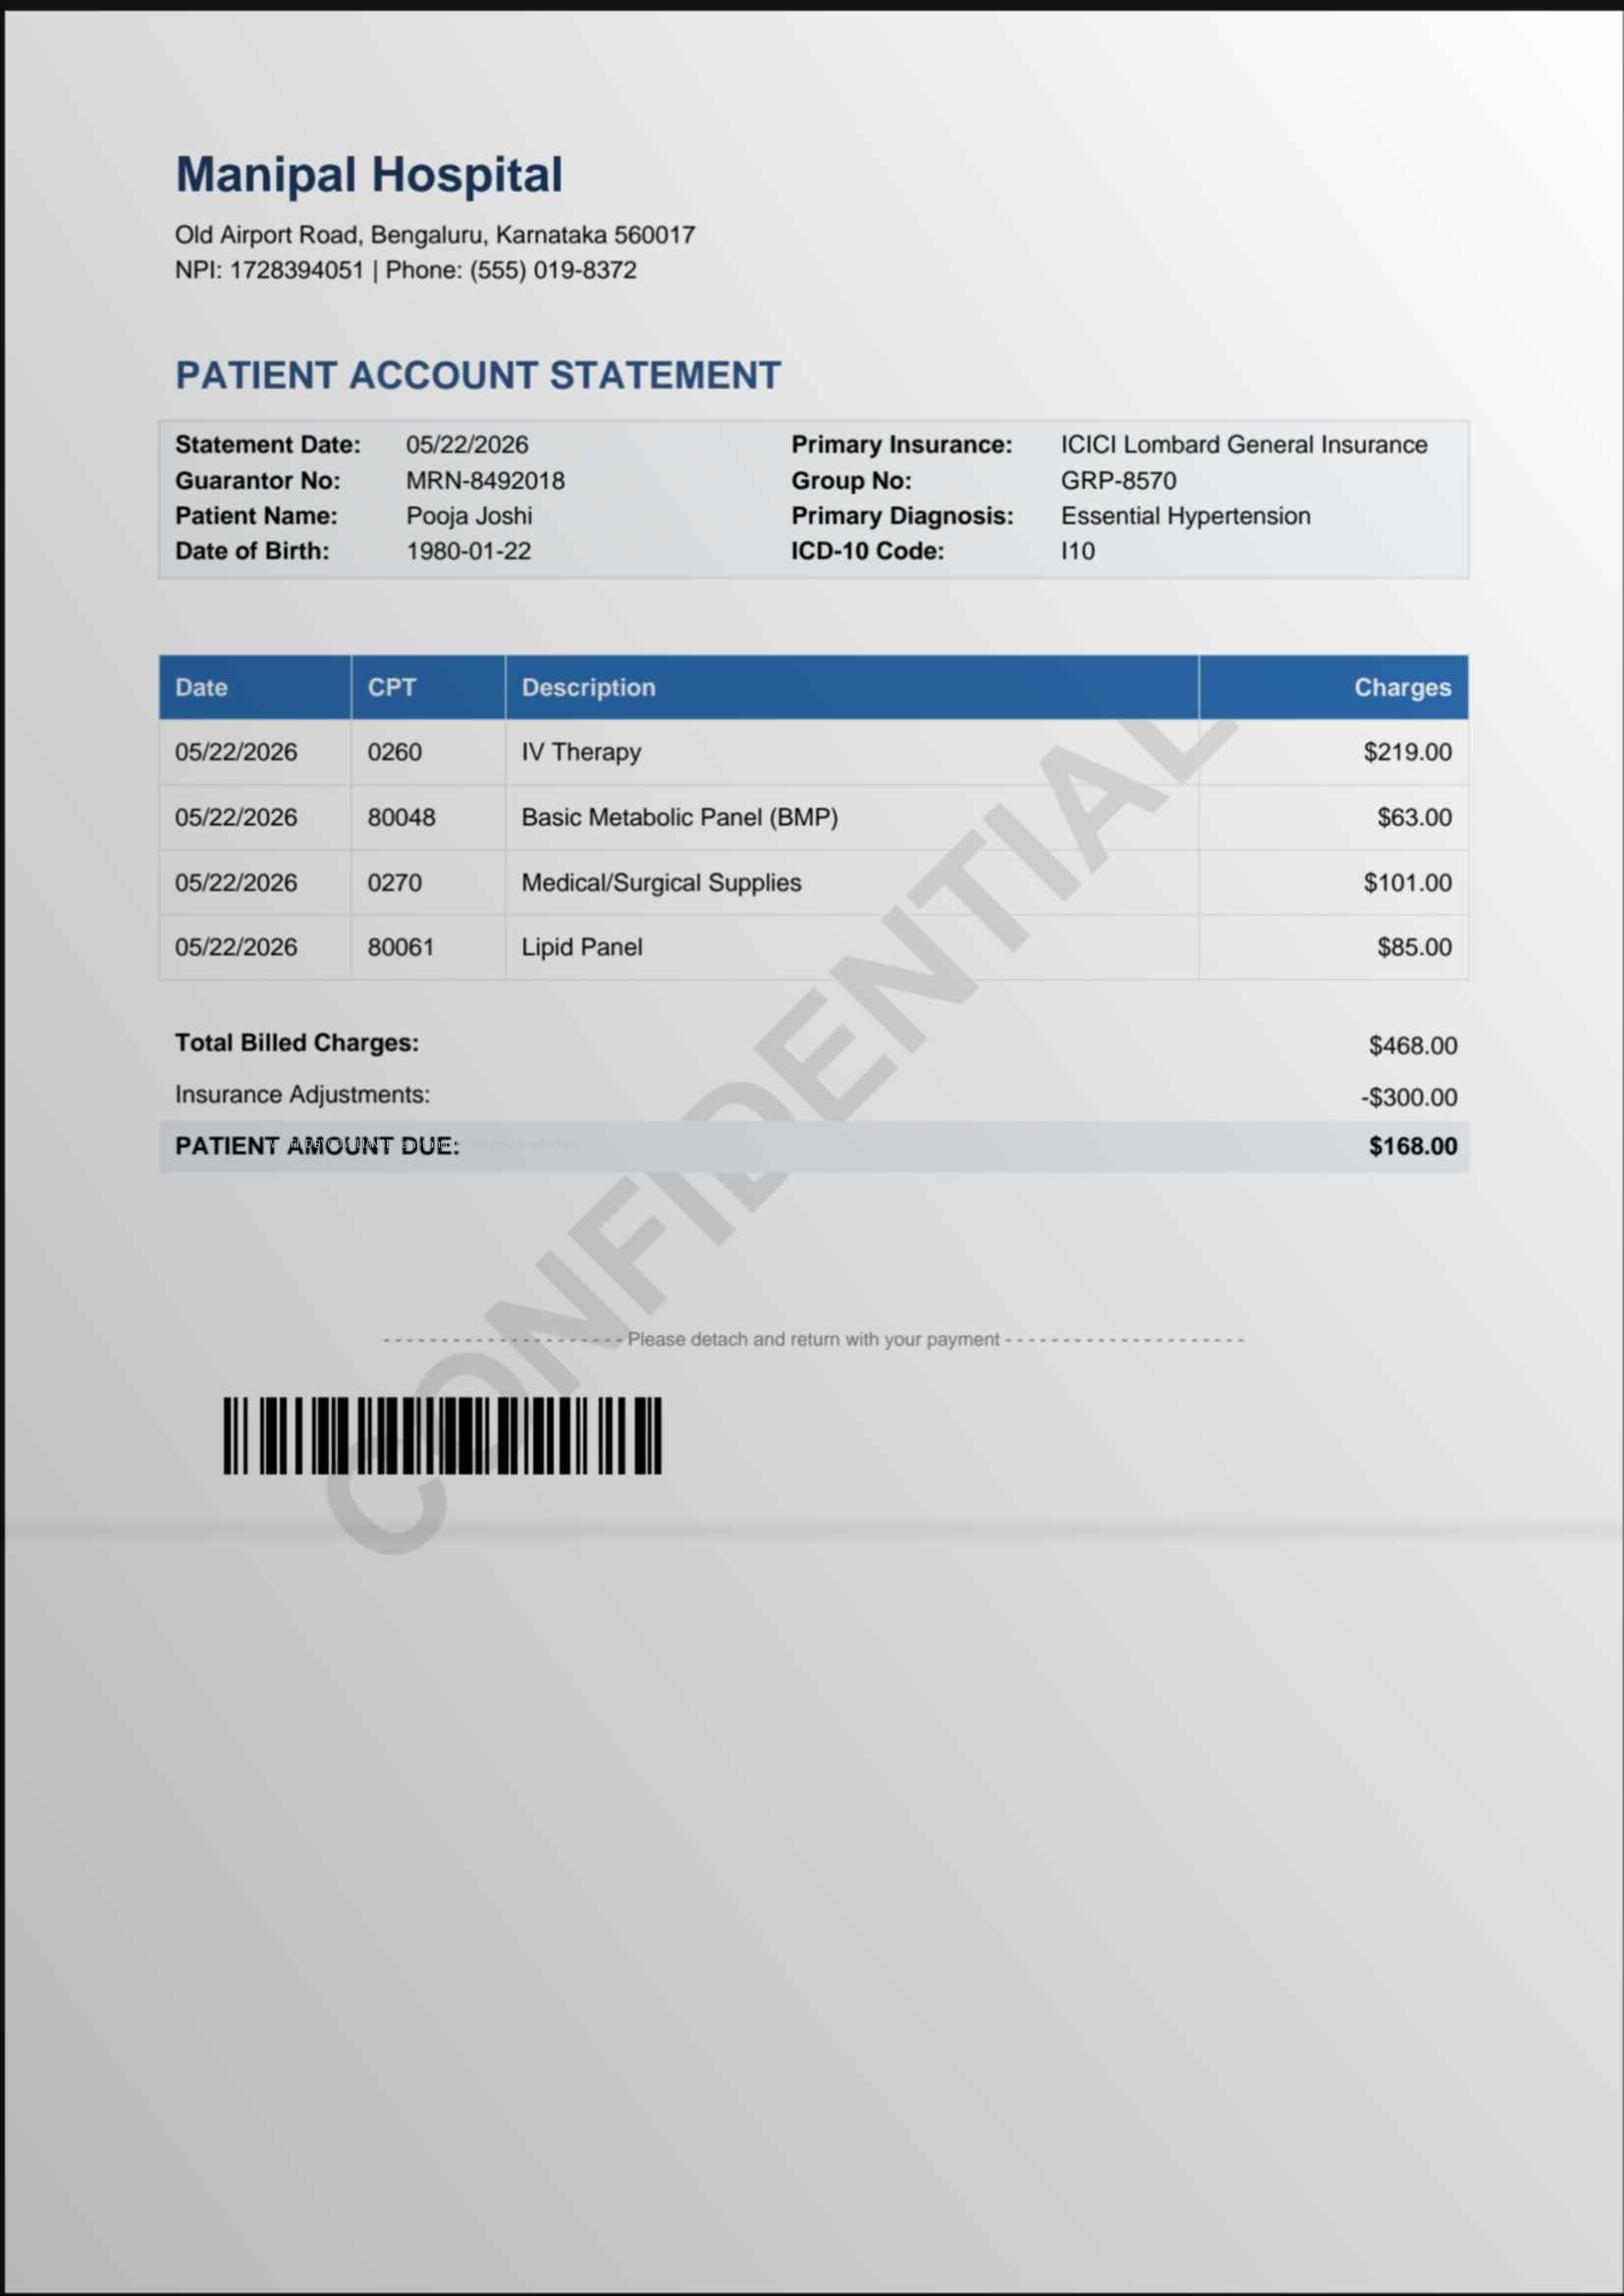 Manipal Hospital
Old Airport Road, Bengaluru, Karnataka 560017
NPI: 1728394051 | Phone: (555) 019-8372
PATIENT ACCOUNT STATEMENT
Statement Date: 05/22/2026 Primary Insurance: ICICI Lombard General Insurance
Guarantor No: MRN-8492018 Group No: GRP-8570
Patient Name: Pooja Joshi Primary Diagnosis: Essential Hypertension
Date of Birth: 1980-01-22 ICD-10 Code: I10
Date CPT Description Charges
05/22/2026 0260 IV Therapy $219.00
05/22/2026 80048 Basic Metabolic Panel (BMP) $63.00
05/22/2026 0270 Medical/Surgical Supplies $101.00
05/22/2026 80061 Lipid Panel $85.00
Total Billed Charges: $468.00
Insurance Adjustments: -$300.00
PATIENT AMOUNT DUE: $168.00
CONFIDENTIAL
- - - - - - - - - - - - - - - - - - - - - Please detach and return with your payment - - - - - - - - - - - - - - - - - - - - -